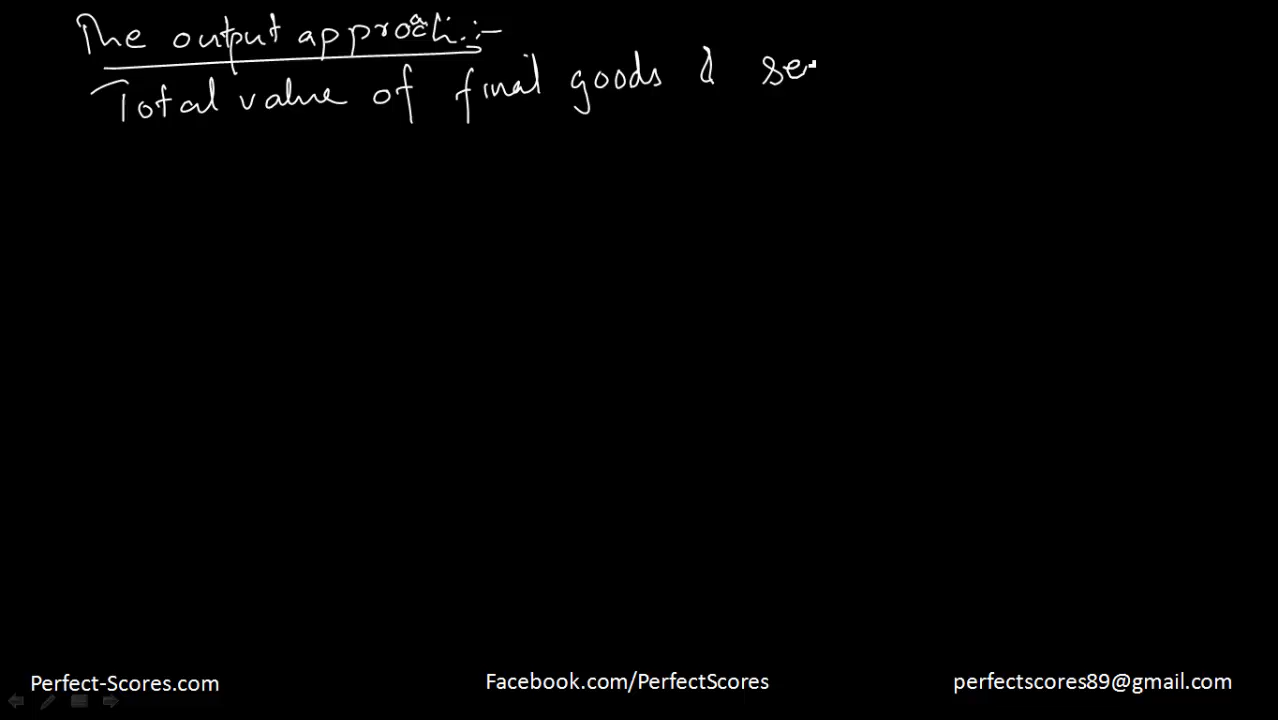 The output approach :-
Total value of final goods & se
Perfect-Scores.com Facebook.com/PerfectScores perfectscores89@gmail.com